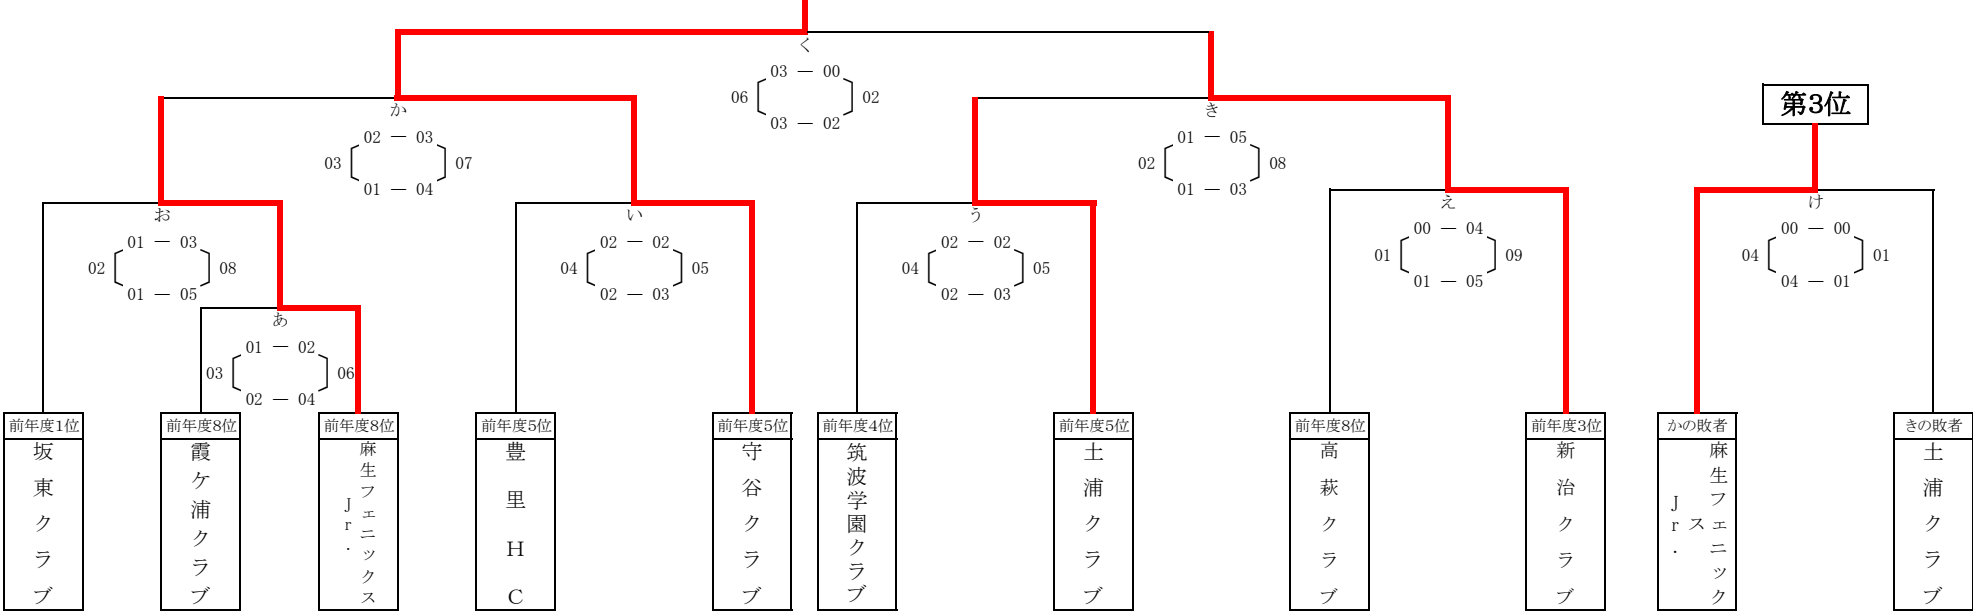 く
03 ― 00
06 02
03 ― 02
か
02 ― 03
03 07
01 ― 04
き
01 ― 05
02 08
01 ― 03
第3位
お
01 ― 03
02 08
01 ― 05
い
02 ― 02
04 05
02 ― 03
う
02 ― 02
04 05
02 ― 03
え
00 ― 04
01 09
01 ― 05
け
00 ― 00
04 01
04 ― 01
あ
01 ― 02
03 06
02 ― 04
前年度1位
坂東クラブ
前年度8位
霞ケ浦クラブ
前年度8位
麻生フェニックス
Jr.
前年度5位
豊里HC
前年度5位
守谷クラブ
前年度4位
筑波学園クラブ
前年度5位
土浦クラブ
前年度8位
高萩クラブ
前年度3位
新治クラブ
かの敗者
麻生フェニック
ス
Jr.
きの敗者
土浦クラブ